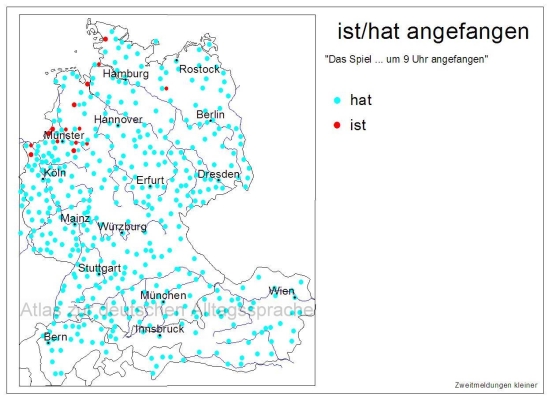 ist/hat angefangen
"Das Spiel ... um 9 Uhr angefangen"
hat
ist
Hamburg
Rostock
Hannover
Berlin
Münster
Köln
Erfurt
Dresden
Mainz
Würzburg
Stuttgart
München
Wien
Atlas zur deutschen Alltagssprache
Innsbruck
Bern
Zweitmeldungen kleiner